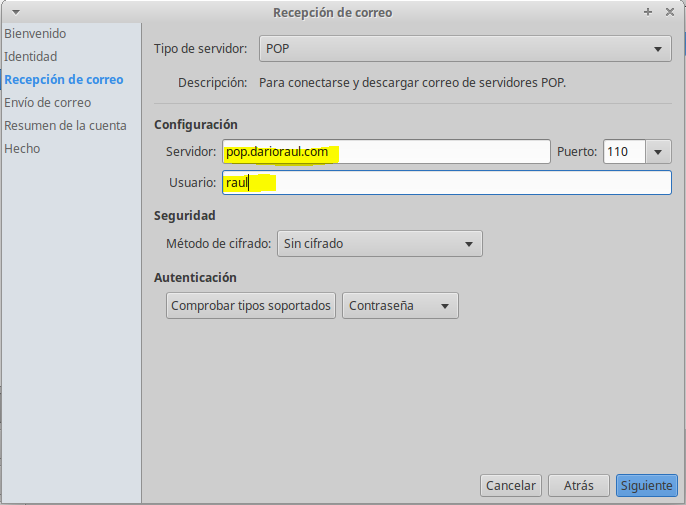 Recepción de correo
Bienvenido
Identidad
Recepción de correo
Envío de correo
Resumen de la cuenta
Hecho
Tipo de servidor: POP
Descripción: Para conectarse y descargar correo de servidores POP.
Configuración
Servidor: pop.darioraul.com Puerto: 110
Usuario: raul
Seguridad
Método de cifrado: Sin cifrado
Autenticación
Comprobar tipos soportados Contraseña
Cancelar Atrás Siguiente